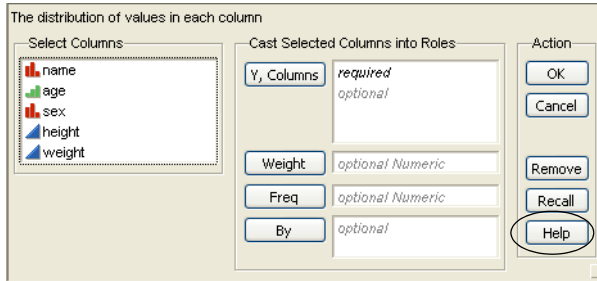 The distribution of values in each column
Select Columns
name
age
sex
height
weight
Cast Selected Columns into Roles
Y, Columns
required
optional
Weight
optional Numeric
Freq
optional Numeric
By
optional
Action
OK
Cancel
Remove
Recall
Help